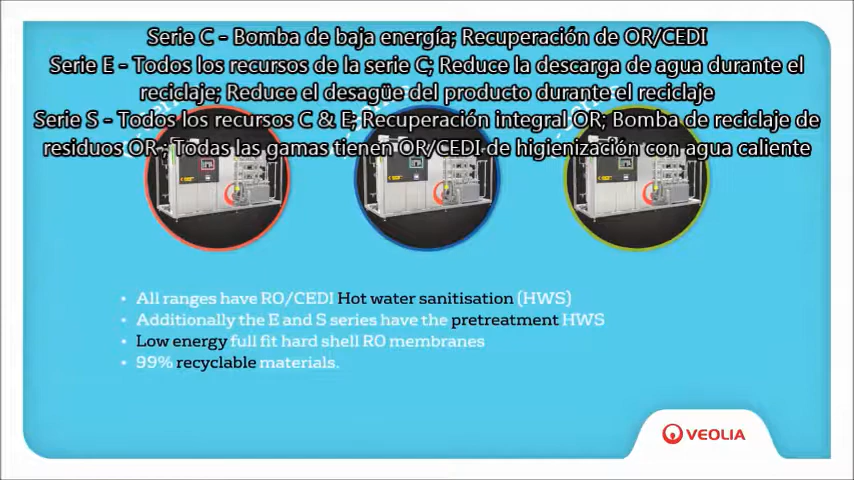 Serie C - Bomba de baja energía; Recuperación de OR/CEDI
Serie E - Todos los recursos de la serie C; Reduce la descarga de agua durante el
reciclaje; Reduce el desagüe del producto durante el reciclaje
Serie S - Todos los recursos C & E; Recuperación integral OR; Bomba de reciclaje de
residuos OR ; Todas las gamas tienen OR/CEDI de higienización con agua caliente
• All ranges have RO/CEDI Hot water sanitisation (HWS)
• Additionally the E and S series have the pretreatment HWS
• Low energy full fit hard shell RO membranes
• 99% recyclable materials.
VEOLIA